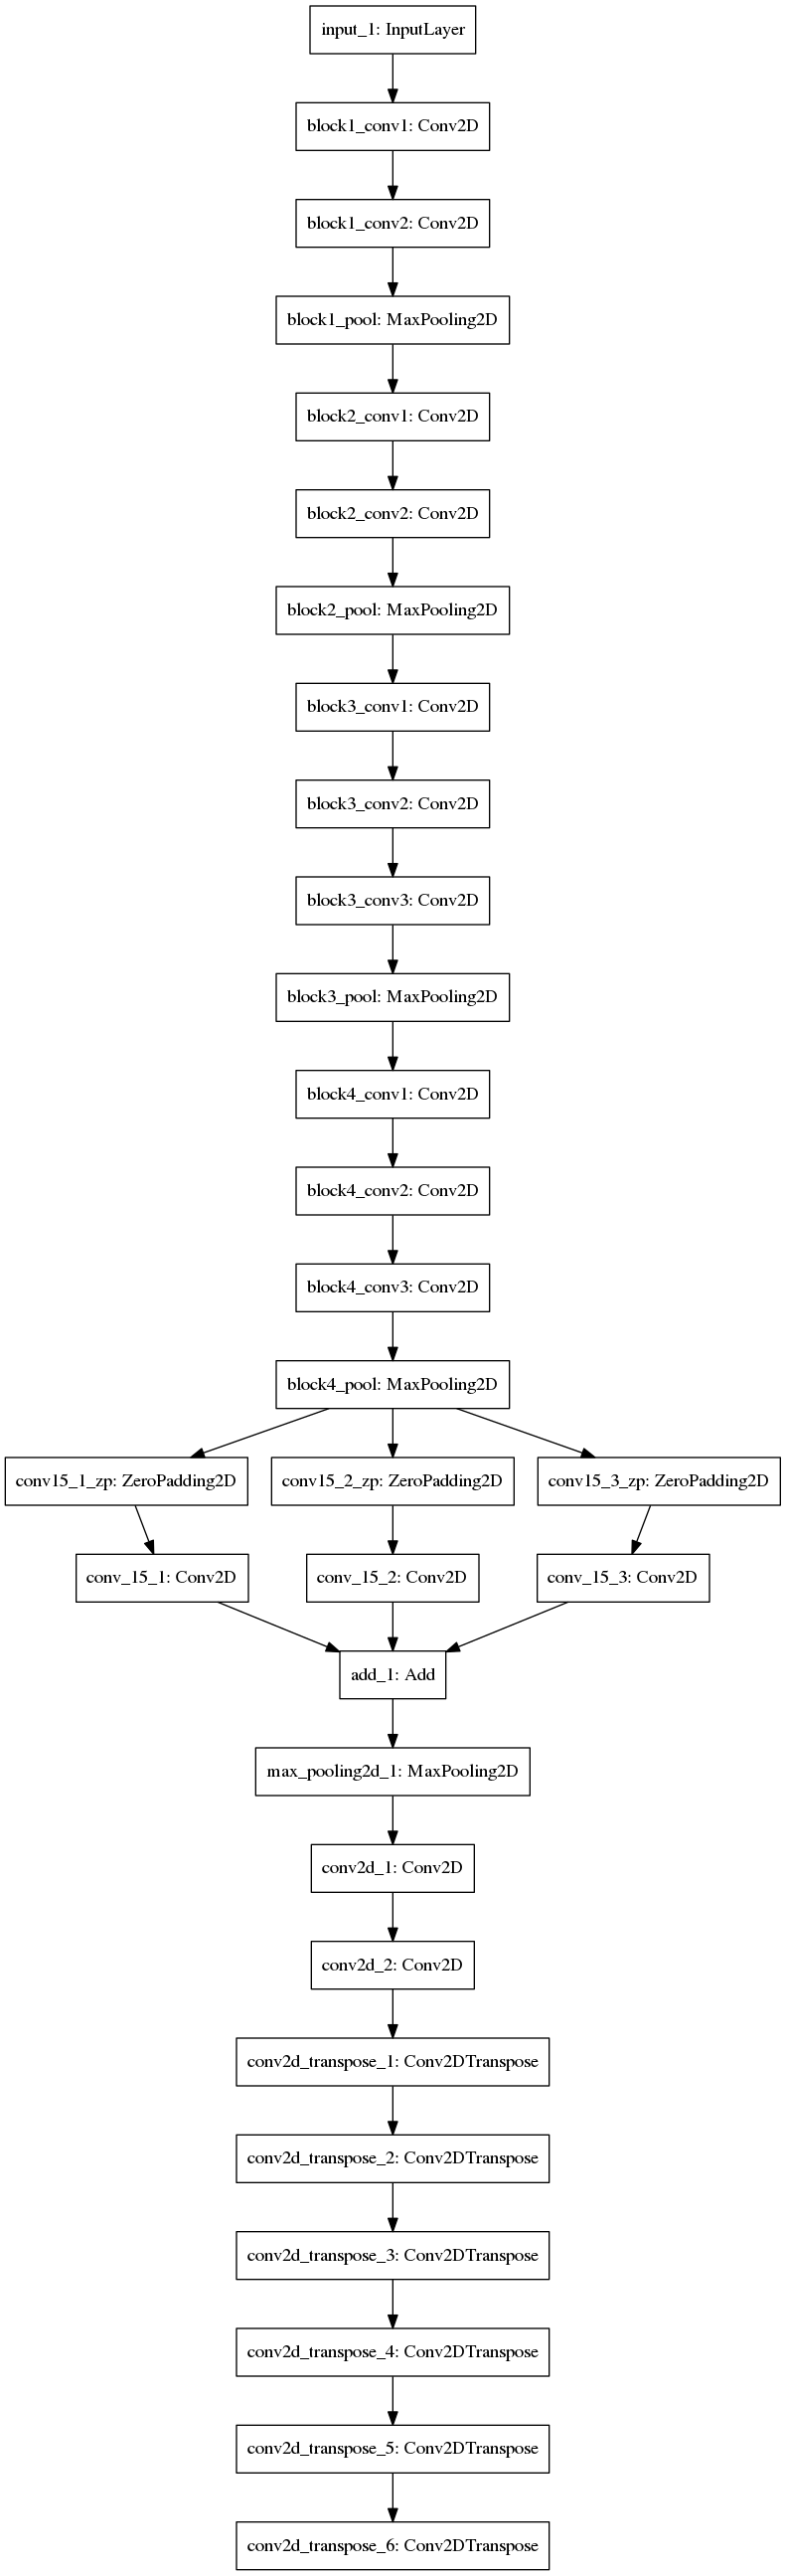 input_1: InputLayer
block1_conv1: Conv2D
block1_conv2: Conv2D
block1_pool: MaxPooling2D
block2_conv1: Conv2D
block2_conv2: Conv2D
block2_pool: MaxPooling2D
block3_conv1: Conv2D
block3_conv2: Conv2D
block3_conv3: Conv2D
block3_pool: MaxPooling2D
block4_conv1: Conv2D
block4_conv2: Conv2D
block4_conv3: Conv2D
block4_pool: MaxPooling2D
conv15_1_zp: ZeroPadding2D
conv15_2_zp: ZeroPadding2D
conv15_3_zp: ZeroPadding2D
conv_15_1: Conv2D
conv_15_2: Conv2D
conv_15_3: Conv2D
add_1: Add
max_pooling2d_1: MaxPooling2D
conv2d_1: Conv2D
conv2d_2: Conv2D
conv2d_transpose_1: Conv2DTranspose
conv2d_transpose_2: Conv2DTranspose
conv2d_transpose_3: Conv2DTranspose
conv2d_transpose_4: Conv2DTranspose
conv2d_transpose_5: Conv2DTranspose
conv2d_transpose_6: Conv2DTranspose